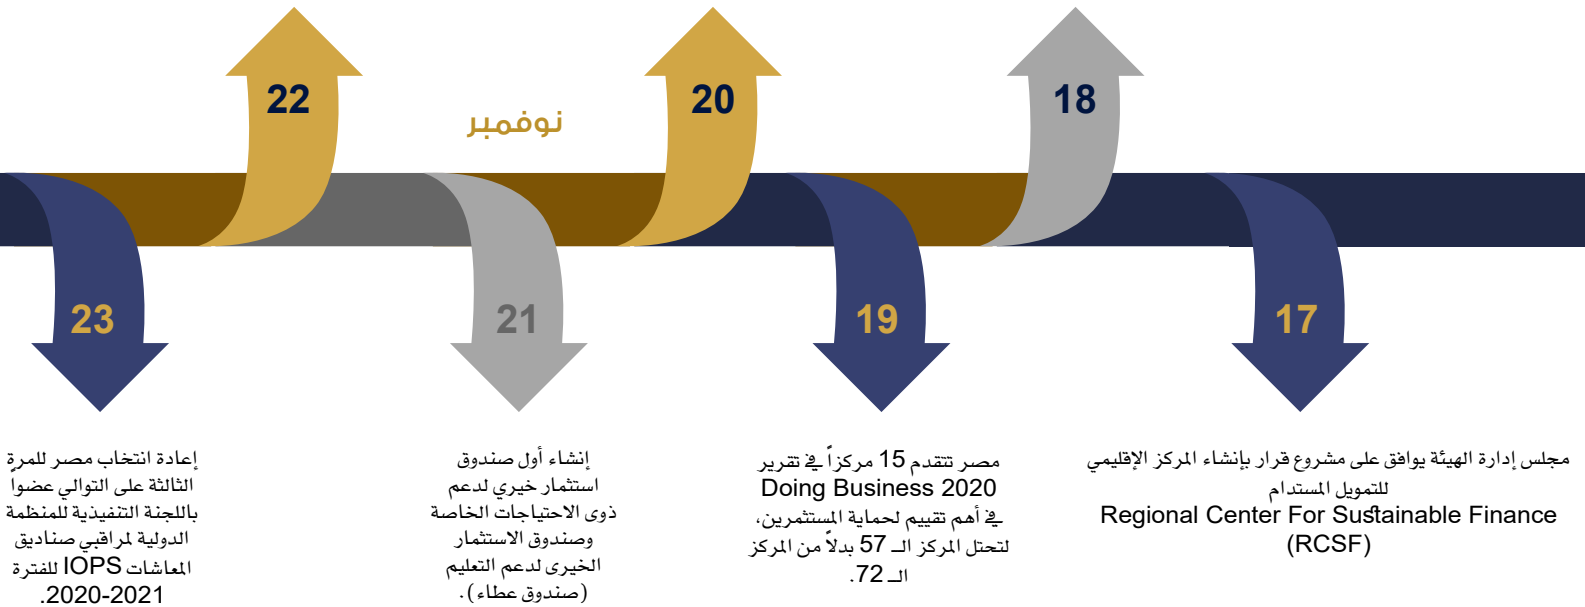 نوفمبر
18
20
22
17
19
21
23
مجلس إدارة الهيئة يوافق على مشروع قرار بإنشاء المركز الإقليمي
للتمويل المستدام
Regional Center For Sustainable Finance
(RCSF)
مصر تتقدم 15 مركزاً في تقرير
Doing Business 2020
في أهم تقييم لحماية المستثمرين،
لتحتل المركز الـ 57 بدلاً من المركز
الـ 72.
إنشاء أول صندوق
استثمار خيري لدعم
ذوى الاحتياجات الخاصة
وصندوق الاستثمار
الخيرى لدعم التعليم
(صندوق عطاء).
إعادة انتخاب مصر للمرة
الثالثة على التوالي عضواً
باللجنة التنفيذية للمنظمة
الدولية لمراقبي صناديق
المعاشات IOPS للفترة
2020-2021.